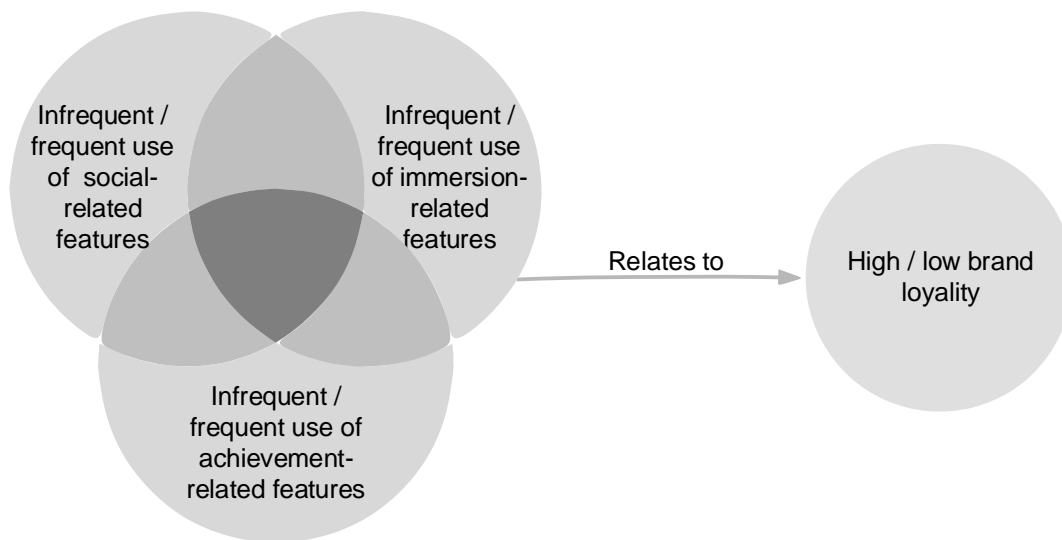 Infrequent /
frequent use
of social-
related
features
Infrequent /
frequent use
of immersion-
related
features
Infrequent /
frequent use of
achievement-
related features
Relates to
High / low brand
loyality